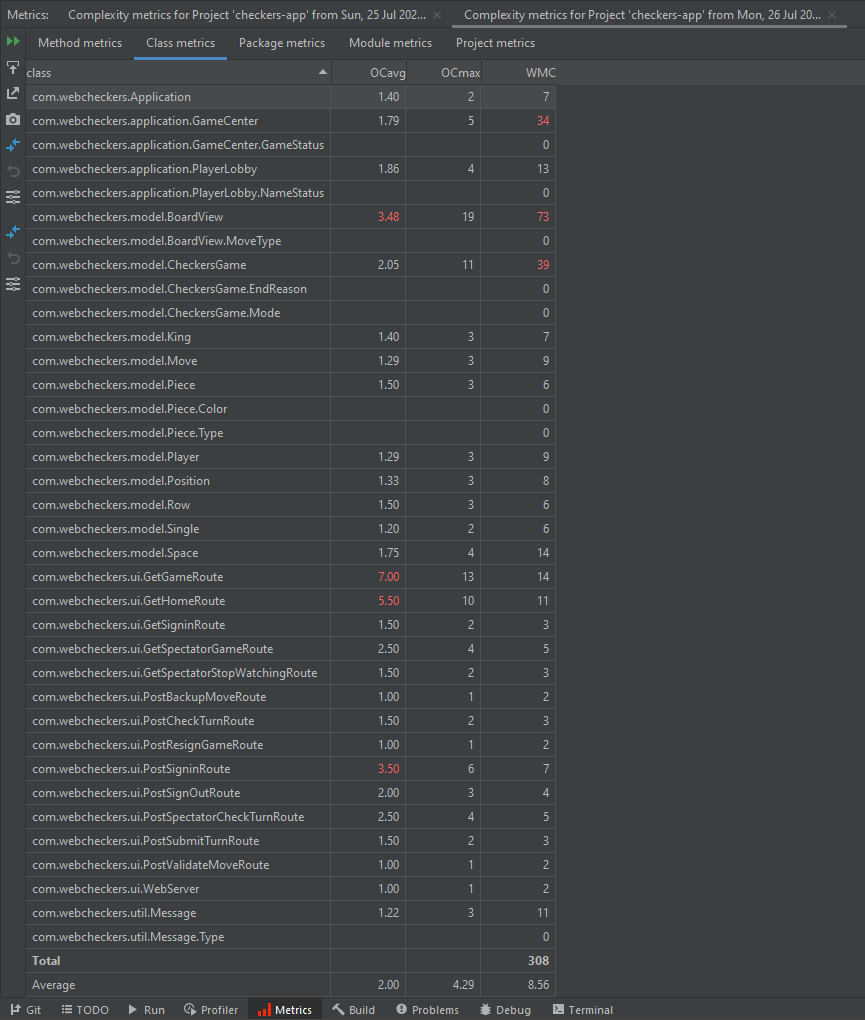 Metrics: Complexity metrics for Project 'checkers-app' from Sun, 25 Jul 202... Complexity metrics for Project 'checkers-app' from Mon, 26 Jul 20...
Method metrics Class metrics Package metrics Module metrics Project metrics
class OCavg OCmax WMC
com.webcheckers.Application 1.40 2 7
com.webcheckers.application.GameCenter 1.79 5 34
com.webcheckers.application.GameCenter.GameStatus 0
com.webcheckers.application.PlayerLobby 1.86 4 13
com.webcheckers.application.PlayerLobby.NameStatus 0
com.webcheckers.model.BoardView 3.48 19 73
com.webcheckers.model.BoardView.MoveType 0
com.webcheckers.model.CheckersGame 2.05 11 39
com.webcheckers.model.CheckersGame.EndReason 0
com.webcheckers.model.CheckersGame.Mode 0
com.webcheckers.model.King 1.40 3 7
com.webcheckers.model.Move 1.29 3 9
com.webcheckers.model.Piece 1.50 3 6
com.webcheckers.model.Piece.Color 0
com.webcheckers.model.Piece.Type 0
com.webcheckers.model.Player 1.29 3 9
com.webcheckers.model.Position 1.33 3 8
com.webcheckers.model.Row 1.50 3 6
com.webcheckers.model.Single 1.20 2 6
com.webcheckers.model.Space 1.75 4 14
com.webcheckers.ui.GetGameRoute 7.00 13 14
com.webcheckers.ui.GetHomeRoute 5.50 10 11
com.webcheckers.ui.GetSigninRoute 1.50 2 3
com.webcheckers.ui.GetSpectatorGameRoute 2.50 4 5
com.webcheckers.ui.GetSpectatorStopWatchingRoute 1.50 2 3
com.webcheckers.ui.PostBackupMoveRoute 1.00 1 2
com.webcheckers.ui.PostCheckTurnRoute 1.50 2 3
com.webcheckers.ui.PostResignGameRoute 1.00 1 2
com.webcheckers.ui.PostSigninRoute 3.50 6 7
com.webcheckers.ui.PostSignOutRoute 2.00 3 4
com.webcheckers.ui.PostSpectatorCheckTurnRoute 2.50 4 5
com.webcheckers.ui.PostSubmitTurnRoute 1.50 2 3
com.webcheckers.ui.PostValidateMoveRoute 1.00 1 2
com.webcheckers.ui.WebServer 1.00 1 2
com.webcheckers.util.Message 1.22 3 11
com.webcheckers.util.Message.Type 0
Total 308
Average 2.00 4.29 8.56
Git TODO Run Profiler Metrics Build Problems Debug Terminal